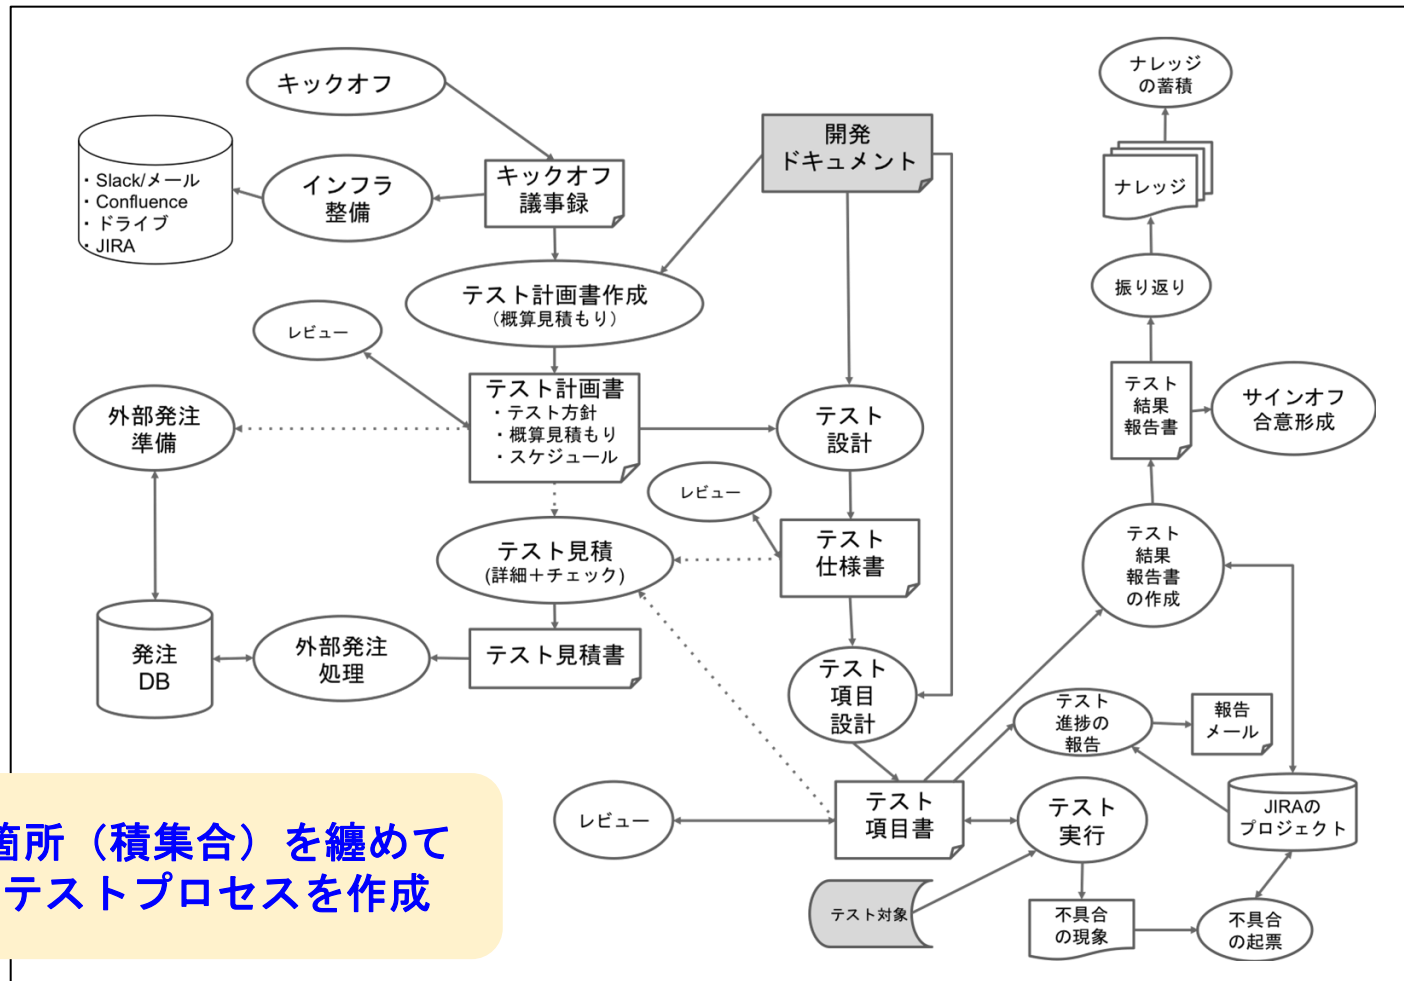 キックオフ
・Slack/メール
・Confluence
・ドライブ
・JIRA
インフラ
整備
キックオフ
議事録
開発
ドキュメント
テスト計画書作成
（概算見積もり）
レビュー
テスト計画書
・テスト方針
・概算見積もり
・スケジュール
外部発注
準備
テスト
設計
レビュー
テスト見積
(詳細＋チェック)
テスト
仕様書
発注
DB
外部発注
処理
テスト見積書
テスト
項目
設計
レビュー
テスト
項目書
テスト対象
テスト
実行
不具合
の現象
不具合
の起票
JIRAの
プロジェクト
テスト
進捗の
報告
報告
メール
テスト
結果
報告書
の作成
テスト
結果
報告書
サインオフ
合意形成
振り返り
ナレッジ
ナレッジ
の蓄積
箇所（積集合）を纏めて
テストプロセスを作成